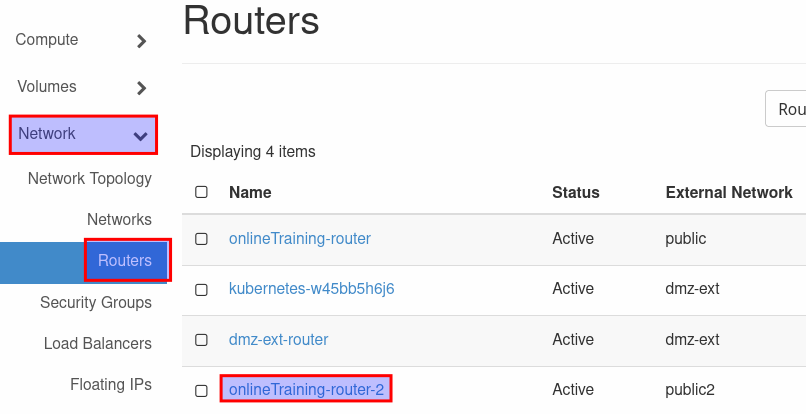 Routers
Compute
Volumes
Network
Network Topology
Networks
Routers
Security Groups
Load Balancers
Floating IPs
Rou
Displaying 4 items
Name Status External Network
onlineTraining-router Active public
kubernetes-w45bb5h6j6 Active dmz-ext
dmz-ext-router Active dmz-ext
onlineTraining-router-2 Active public2